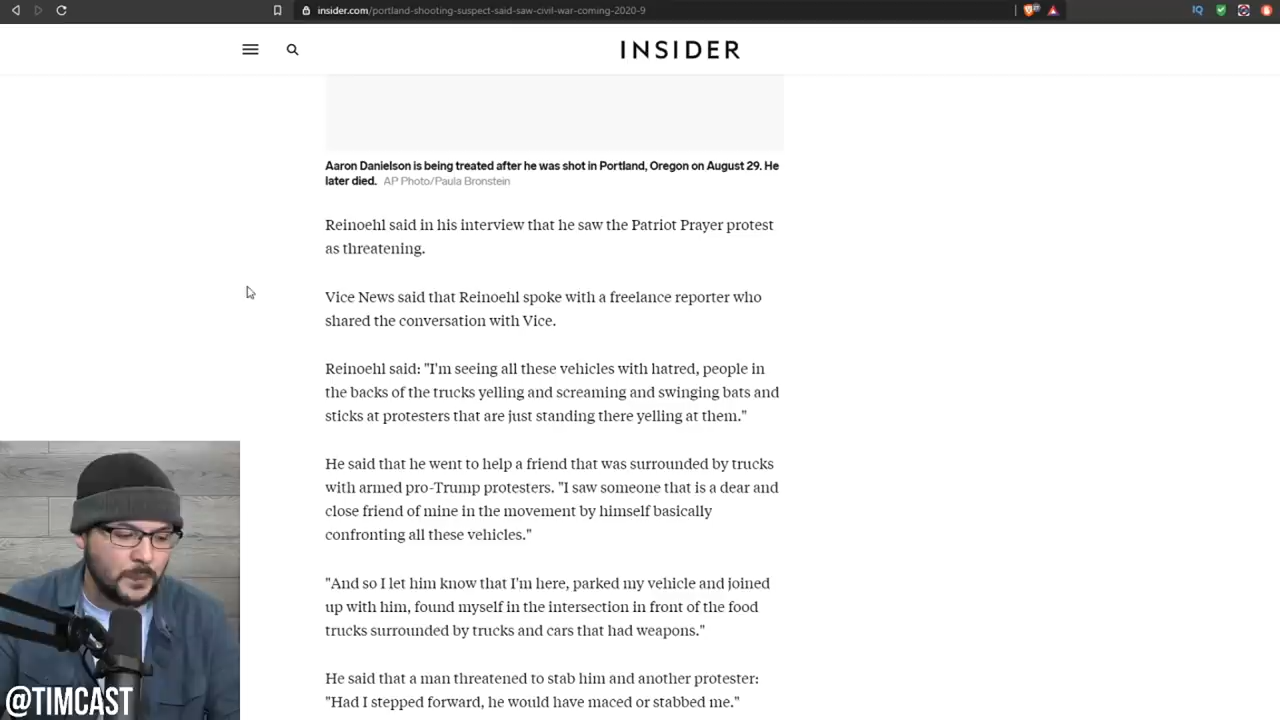 insider.com/portland-shooting-suspect-said-saw-civil-war-coming-2020-9
IQ
INSIDER
Aaron Danielson is being treated after he was shot in Portland, Oregon on August 29. He
later died. AP Photo/Paula Bronstein
Reinoehl said in his interview that he saw the Patriot Prayer protest
as threatening.
Vice News said that Reinoehl spoke with a freelance reporter who
shared the conversation with Vice.
Reinoehl said: "I'm seeing all these vehicles with hatred, people in
the backs of the trucks yelling and screaming and swinging bats and
sticks at protesters that are just standing there yelling at them."
He said that he went to help a friend that was surrounded by trucks
with armed pro-Trump protesters. "I saw someone that is a dear and
close friend of mine in the movement by himself basically
confronting all these vehicles."
"And so I let him know that I'm here, parked my vehicle and joined
up with him, found myself in the intersection in front of the food
trucks surrounded by trucks and cars that had weapons."
He said that a man threatened to stab him and another protester:
"Had I stepped forward, he would have maced or stabbed me."
@TIMCAST